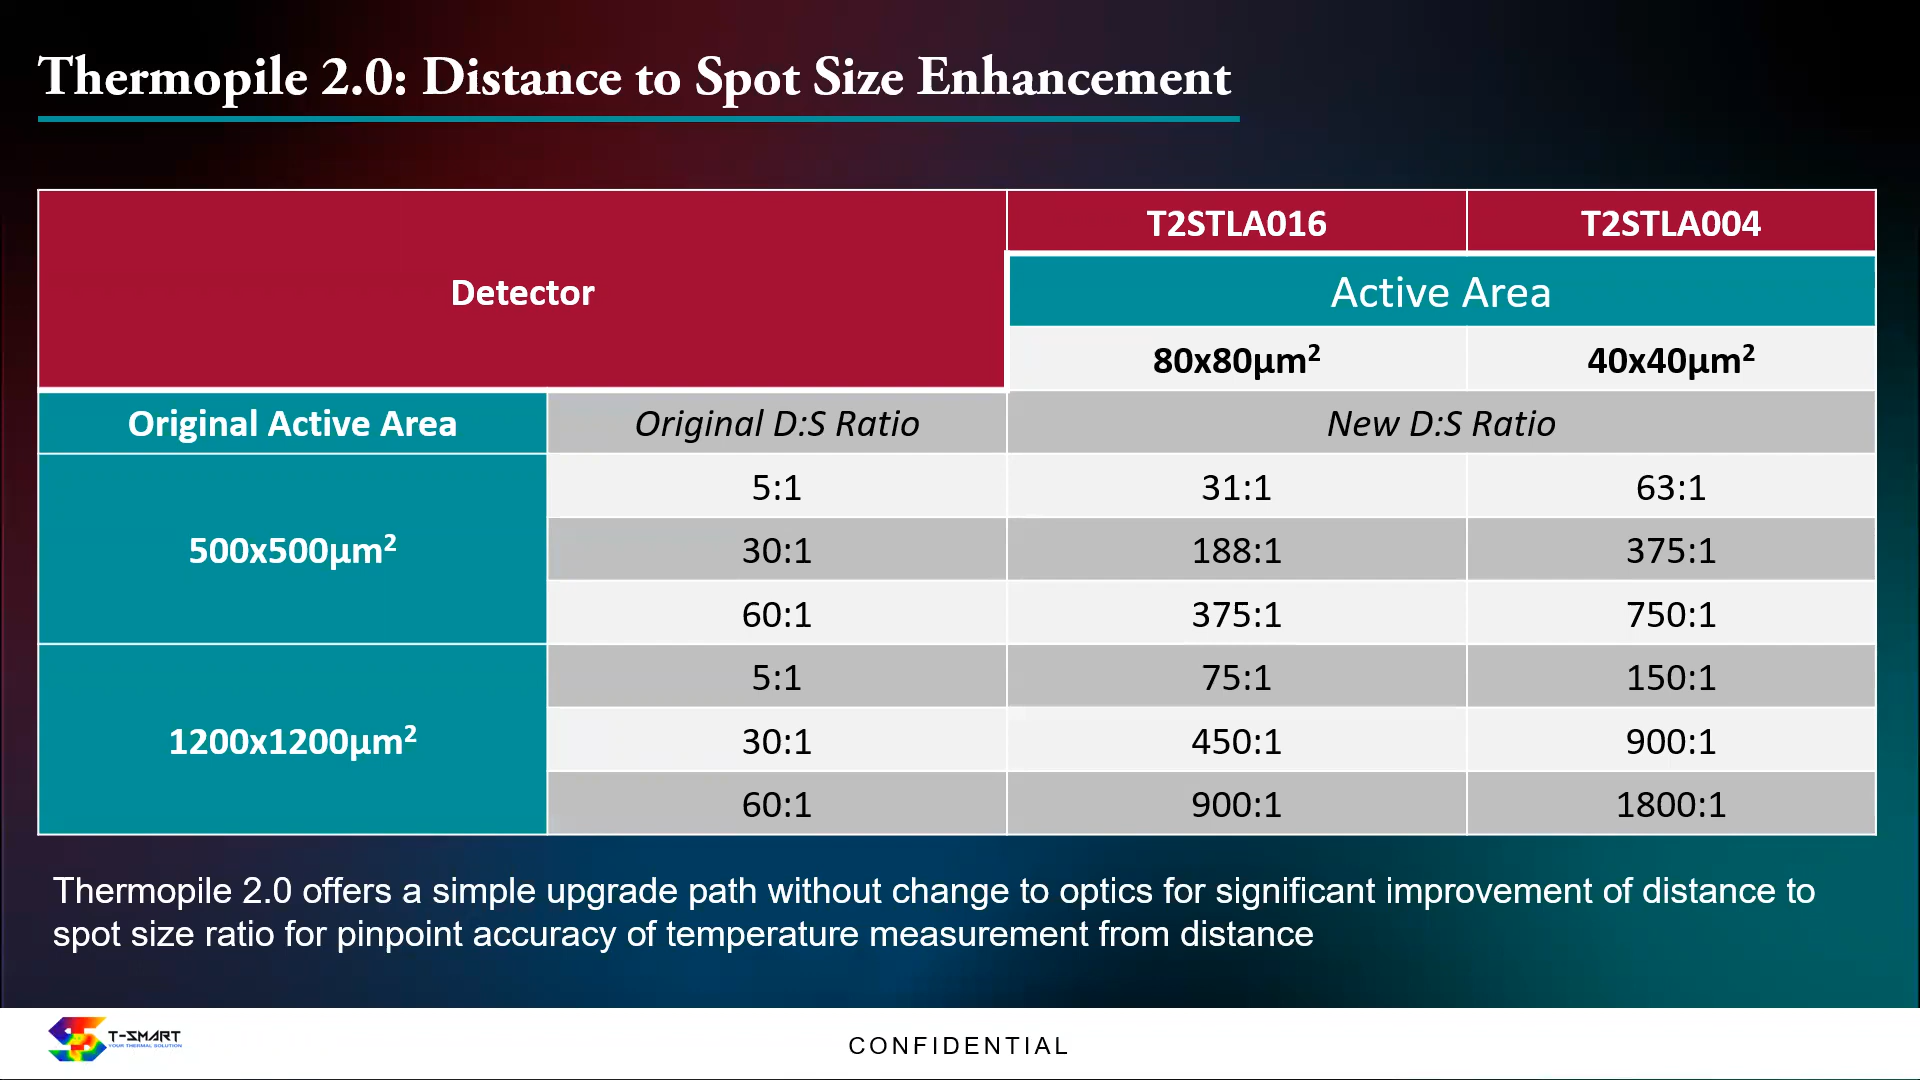 Thermopile 2.0: Distance to Spot Size Enhancement
Detector
T2STLA016
T2STLA004
Active Area
80x80µm²
40x40µm²
Original Active Area
Original D:S Ratio
New D:S Ratio
500x500µm²
5:1
31:1
63:1
30:1
188:1
375:1
60:1
375:1
750:1
1200x1200µm²
5:1
75:1
150:1
30:1
450:1
900:1
60:1
900:1
1800:1
Thermopile 2.0 offers a simple upgrade path without change to optics for significant improvement of distance to
spot size ratio for pinpoint accuracy of temperature measurement from distance
T-SMART
YOUR THERMAL SOLUTION
CONFIDENTIAL